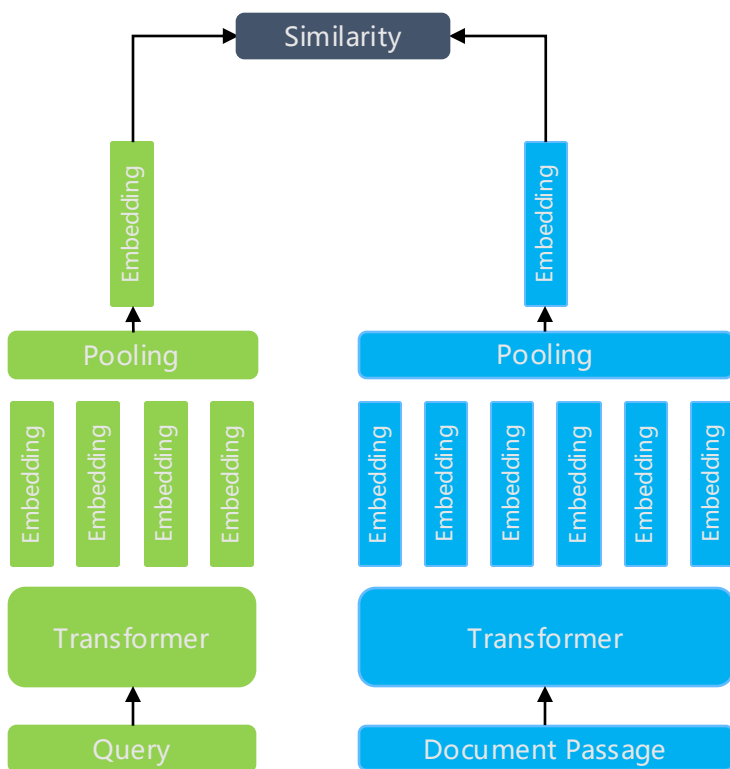 Similarity
Embedding
Embedding
Pooling
Pooling
Embedding
Embedding
Embedding
Embedding
Embedding
Embedding
Embedding
Embedding
Embedding
Embedding
Transformer
Transformer
Query
Document Passage